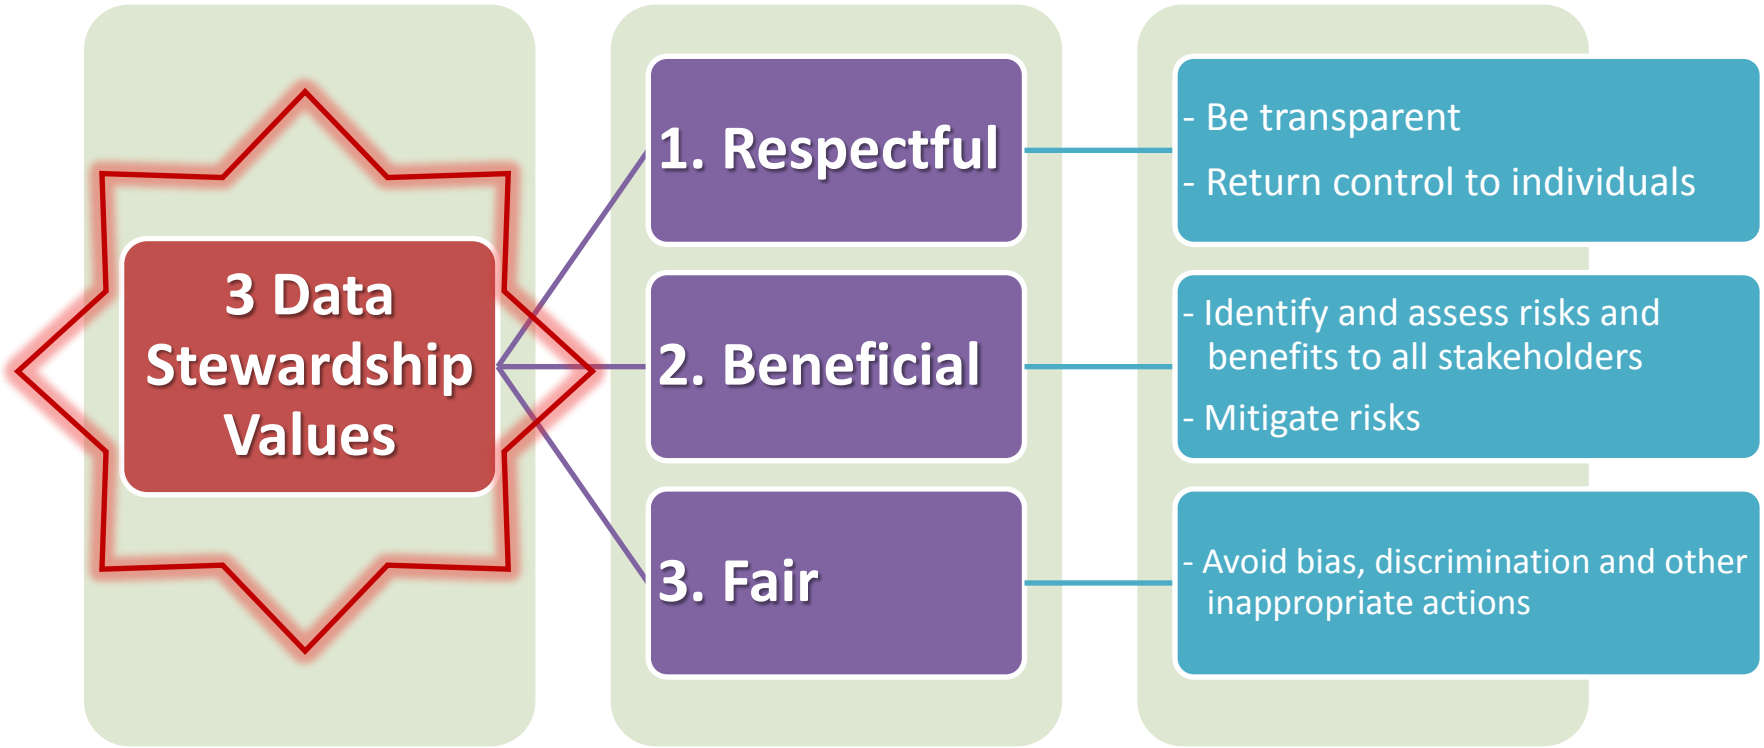 3 Data
Stewardship
Values
1. Respectful
- Be transparent
- Return control to individuals
2. Beneficial
- Identify and assess risks and
benefits to all stakeholders
- Mitigate risks
3. Fair
- Avoid bias, discrimination and other
inappropriate actions